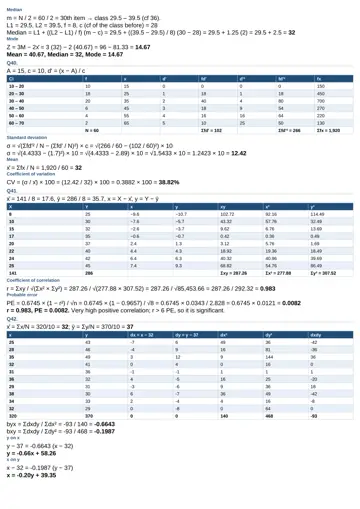 Median
m = N / 2 = 60 / 2 = 30th item → class 29.5 – 39.5 (cf 36).
L1 = 29.5, L2 = 39.5, f = 8, c (cf of the class before) = 28
Median = L1 + ((L2 − L1) / f) (m − c) = 29.5 + ((39.5 − 29.5) / 8) (30 − 28) = 29.5 + 1.25 (2) = 29.5 + 2.5 = 32
Mode
Z = 3M − 2x̄ = 3 (32) − 2 (40.67) = 96 − 81.33 = 14.67
Mean = 40.67, Median = 32, Mode = 14.67
Q40.
A = 15, c = 10, d' = (x − A) / c
CI f x d' fd' d'² fd'² fx
10 – 20 10 15 0 0 0 0 150
20 – 30 18 25 1 18 1 18 450
30 – 40 20 35 2 40 4 80 700
40 – 50 6 45 3 18 9 54 270
50 – 60 4 55 4 16 16 64 220
60 – 70 2 65 5 10 25 50 130
N = 60 Σfd' = 102 Σfd'² = 266 Σfx = 1,920
Standard deviation
σ = √(Σfd'² / N − (Σfd' / N)²) × c = √(266 / 60 − (102 / 60)²) × 10
σ = √(4.4333 − (1.7)²) × 10 = √(4.4333 − 2.89) × 10 = √1.5433 × 10 = 1.2423 × 10 = 12.42
Mean
x̄ = Σfx / N = 1,920 / 60 = 32
Coefficient of variation
CV = (σ / x̄) × 100 = (12.42 / 32) × 100 = 0.3882 × 100 = 38.82%
Q41.
x̄ = 141 / 8 = 17.6, ȳ = 286 / 8 = 35.7, x = X − x̄, y = Y − ȳ
X Y x y xy x² y²
8 25 −9.6 −10.7 102.72 92.16 114.49
10 30 −7.6 −5.7 43.32 57.76 32.49
15 32 −2.6 −3.7 9.62 6.76 13.69
17 35 −0.6 −0.7 0.42 0.36 0.49
20 37 2.4 1.3 3.12 5.76 1.69
22 40 4.4 4.3 18.92 19.36 18.49
24 42 6.4 6.3 40.32 40.96 39.69
25 45 7.4 9.3 68.82 54.76 86.49
141 286 Σxy = 287.26 Σx² = 277.88 Σy² = 307.52
Coefficient of correlation
r = Σxy / √(Σx² × Σy²) = 287.26 / √(277.88 × 307.52) = 287.26 / √85,453.66 = 287.26 / 292.32 = 0.983
Probable error
PE = 0.6745 × (1 − r²) / √n = 0.6745 × (1 − 0.9657) / √8 = 0.6745 × 0.0343 / 2.828 = 0.6745 × 0.0121 = 0.0082
r = 0.983, PE = 0.0082. Very high positive correlation; r > 6 PE, so it is significant.
Q42.
x̄ = Σx/N = 320/10 = 32; ȳ = Σy/N = 370/10 = 37
x y dx = x − 32 dy = y − 37 dx² dy² dxdy
25 43 -7 6 49 36 -42
28 46 -4 9 16 81 -36
35 49 3 12 9 144 36
32 41 0 4 0 16 0
31 36 -1 -1 1 1 1
36 32 4 -5 16 25 -20
29 31 -3 -6 9 36 18
38 30 6 -7 36 49 -42
34 33 2 -4 4 16 -8
32 29 0 -8 0 64 0
320 370 0 0 140 468 -93
byx = Σdxdy / Σdx² = -93 / 140 = -0.6643
bxy = Σdxdy / Σdy² = -93 / 468 = -0.1987
y on x
y − 37 = -0.6643 (x − 32)
y = -0.66x + 58.26
x on y
x − 32 = -0.1987 (y − 37)
x = -0.20y + 39.35